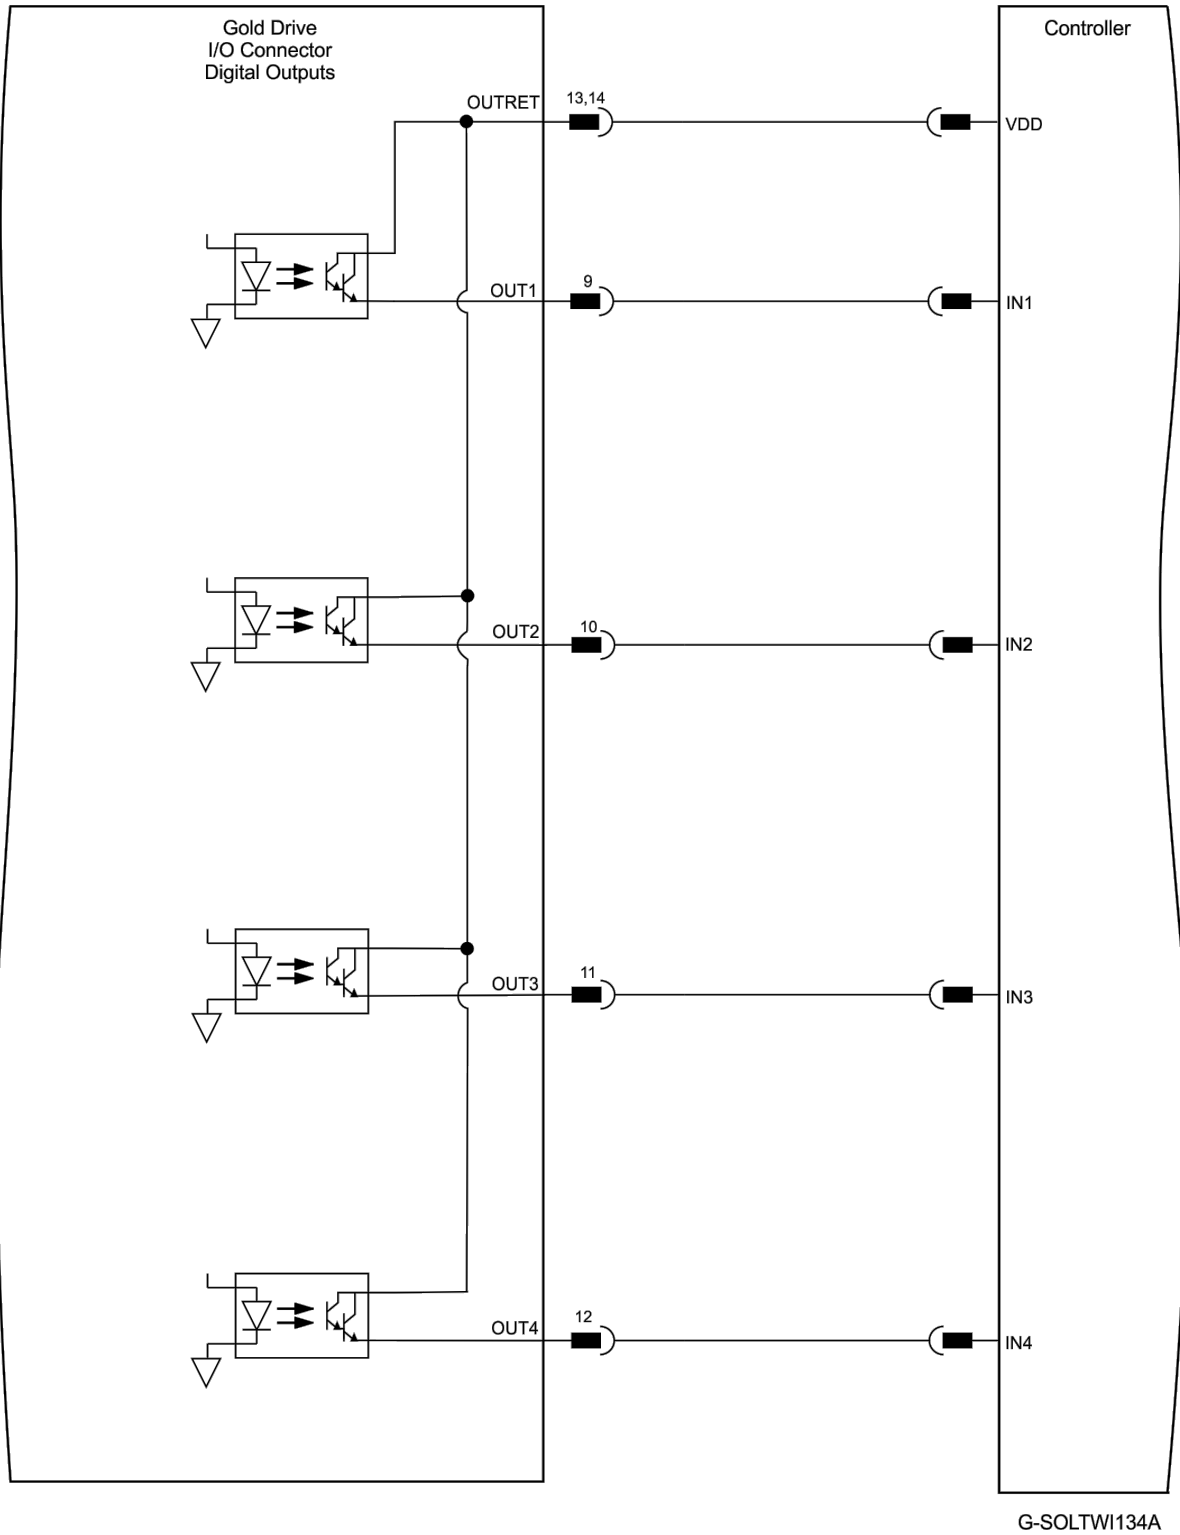 Gold Drive
I/O Connector
Digital Outputs
Controller
OUTRET
13,14
VDD
OUT1
9
IN1
OUT2
10
IN2
OUT3
11
IN3
OUT4
12
IN4
G-SOLTWI134A